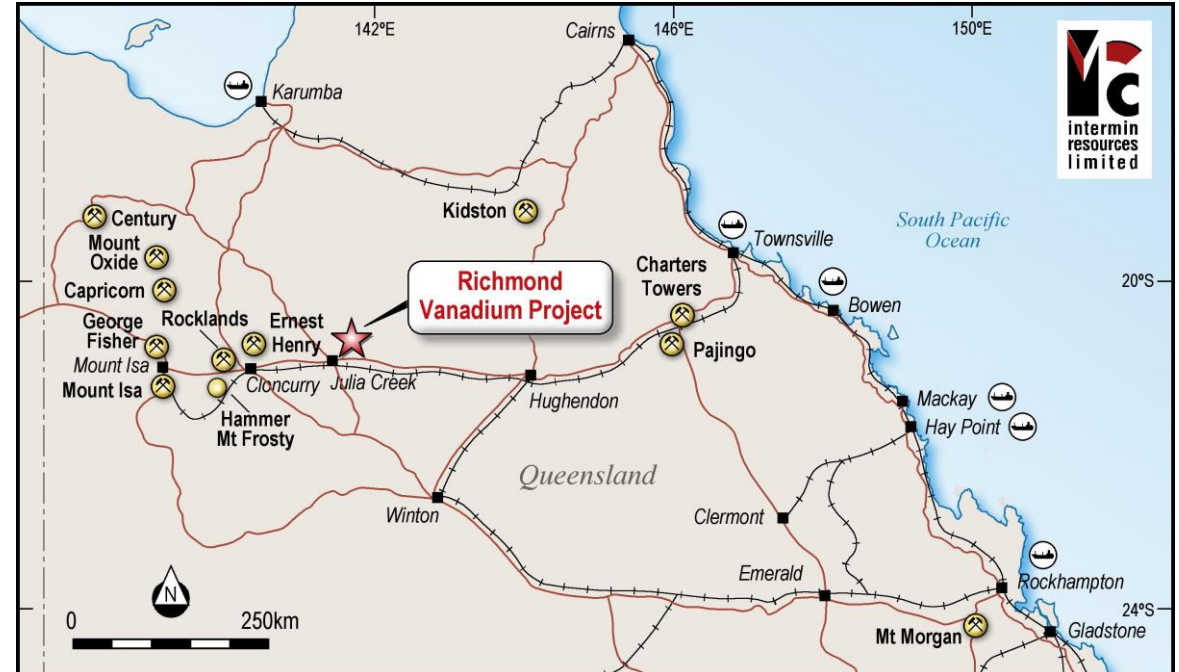 142ºE
146ºE
150ºE
Cairns
intermin
resources
limited
Karumba
Century
Kidston
South Pacific
Ocean
Mount
Oxide
Townsville
Charters
Towers
Richmond
Vanadium Project
20ºS
Capricorn
Bowen
Rocklands
Ernest
Henry
George
Fisher
Pajingo
Mount Isa
Cloncurry
Julia Creek
Mount Isa
Hughendon
Mackay
Hammer
Mt Frosty
Hay Point
Queensland
Winton
Clermont
Emerald
Rockhampton
N
0
250km
24ºS
Mt Morgan
Gladstone